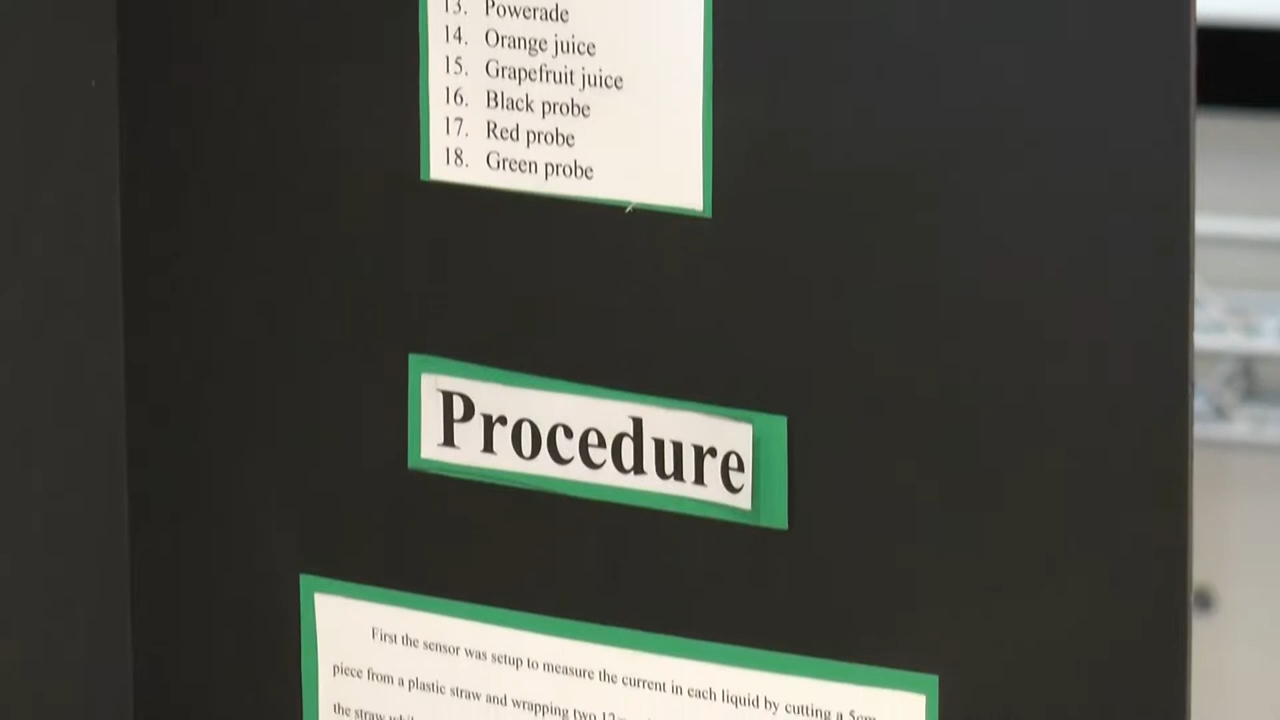 13. Powerade
14. Orange juice
15. Grapefruit juice
16. Black probe
17. Red probe
18. Green probe
Procedure
First the sensor was setup to measure the current in each liquid by cutting a 5cm
piece from a plastic straw and wrapping two
the straw